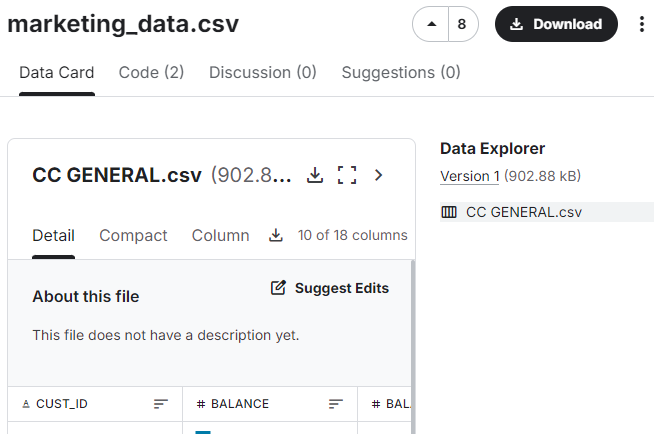 marketing_data.csv
8
Download
Data Card
Code (2)
Discussion (0)
Suggestions (0)
CC GENERAL.csv (902.8...
Detail
Compact
Column
10 of 18 columns
About this file
Suggest Edits
This file does not have a description yet.
A CUST_ID
# BALANCE
# BAL
Data Explorer
Version 1 (902.88 kB)
CC GENERAL.csv